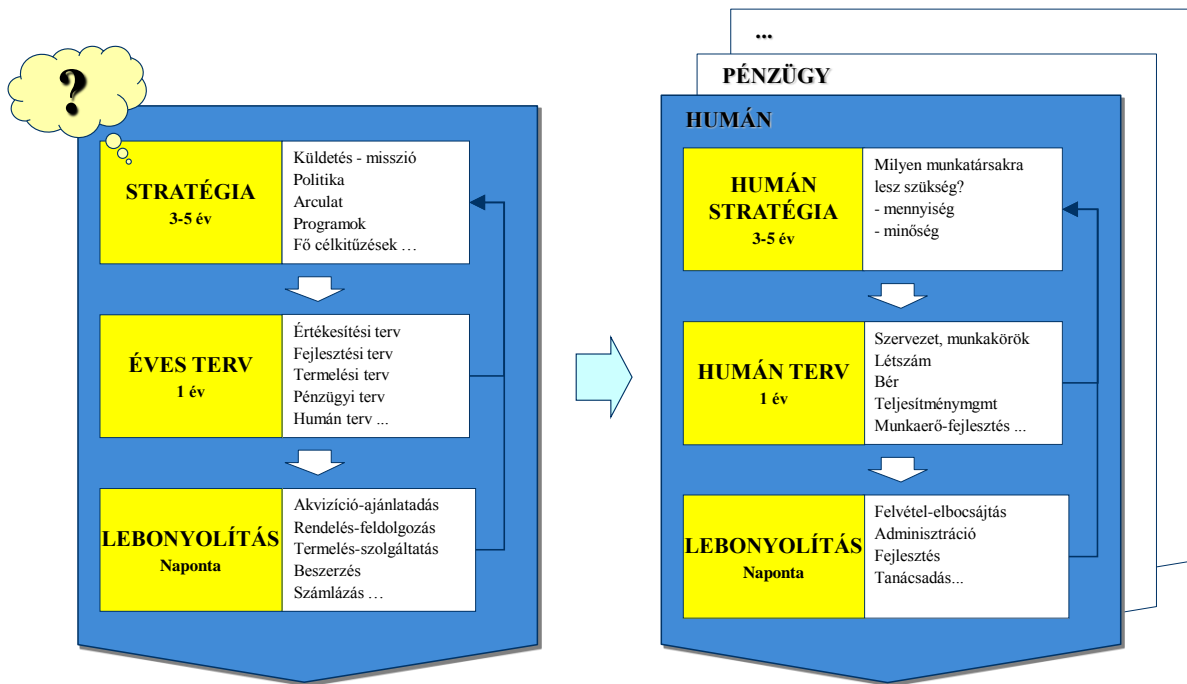 ?
STRATÉGIA
3-5 év
Küldetés - misszió
Politika
Arculat
Programok
Fő célkitűzések …
ÉVES TERV
1 év
Értékesítési terv
Fejlesztési terv
Termelési terv
Pénzügyi terv
Humán terv ...
LEBONYOLÍTÁS
Naponta
Akvizíció-ajánlatadás
Rendelés-feldolgozás
Termelés-szolgáltatás
Beszerzés
Számlázás …
...
PÉNZÜGY
HUMÁN
HUMÁN
STRATÉGIA
3-5 év
Milyen munkatársakra
lesz szükség?
- mennyiség
- minőség
HUMÁN TERV
1 év
Szervezet, munkakörök
Létszám
Bér
Teljesítménymgmt
Munkaerő-fejlesztés ...
LEBONYOLÍTÁS
Naponta
Felvétel-elbocsájtás
Adminisztráció
Fejlesztés
Tanácsadás...